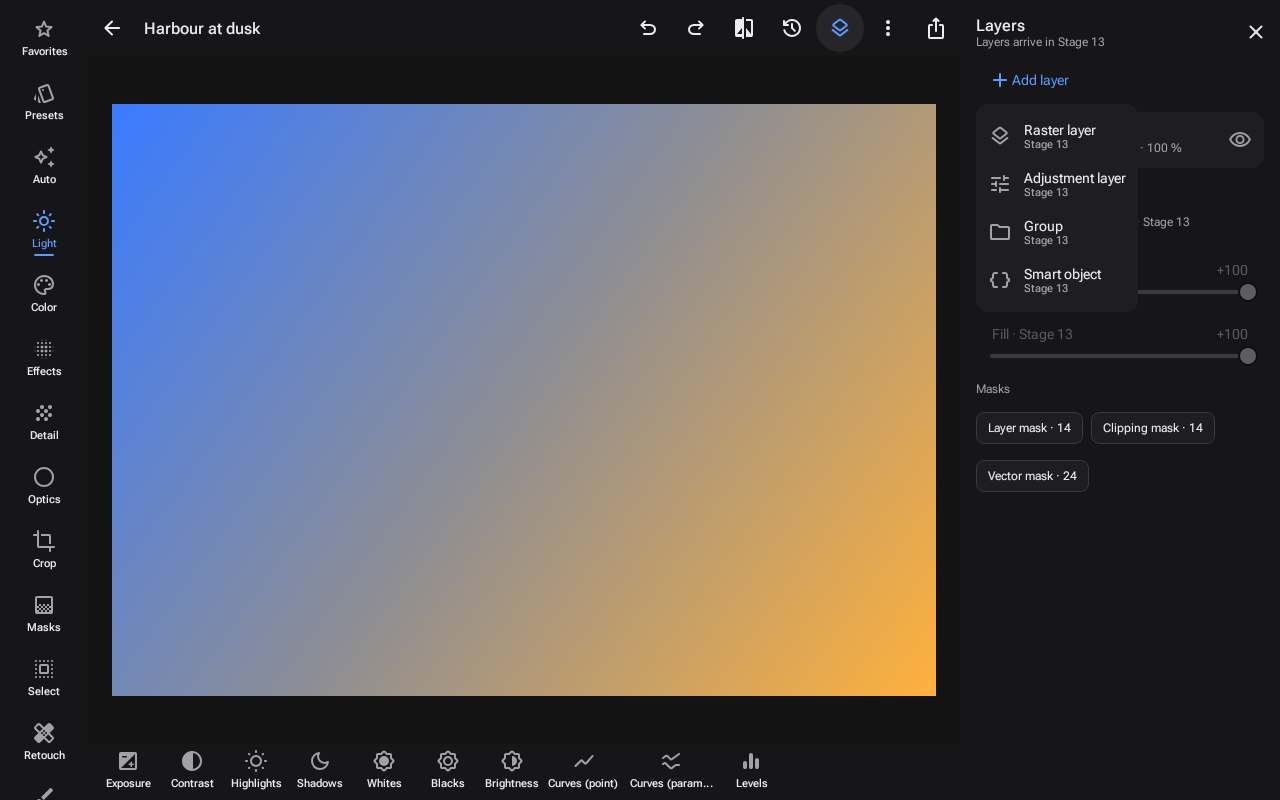 Harbour at dusk
Favorites
Presets
Auto
Light
Color
Effects
Detail
Optics
Crop
Masks
Select
Retouch
Exposure
Contrast
Highlights
Shadows
Whites
Blacks
Brightness
Curves (point)
Curves (param...
Levels
Layers
Layers arrive in Stage 13
Add layer
Raster layer
Stage 13
· 100 %
Adjustment layer
Stage 13
· Stage 13
Group
Stage 13
Smart object
Stage 13
+100
Fill · Stage 13
+100
Masks
Layer mask · 14
Clipping mask · 14
Vector mask · 24